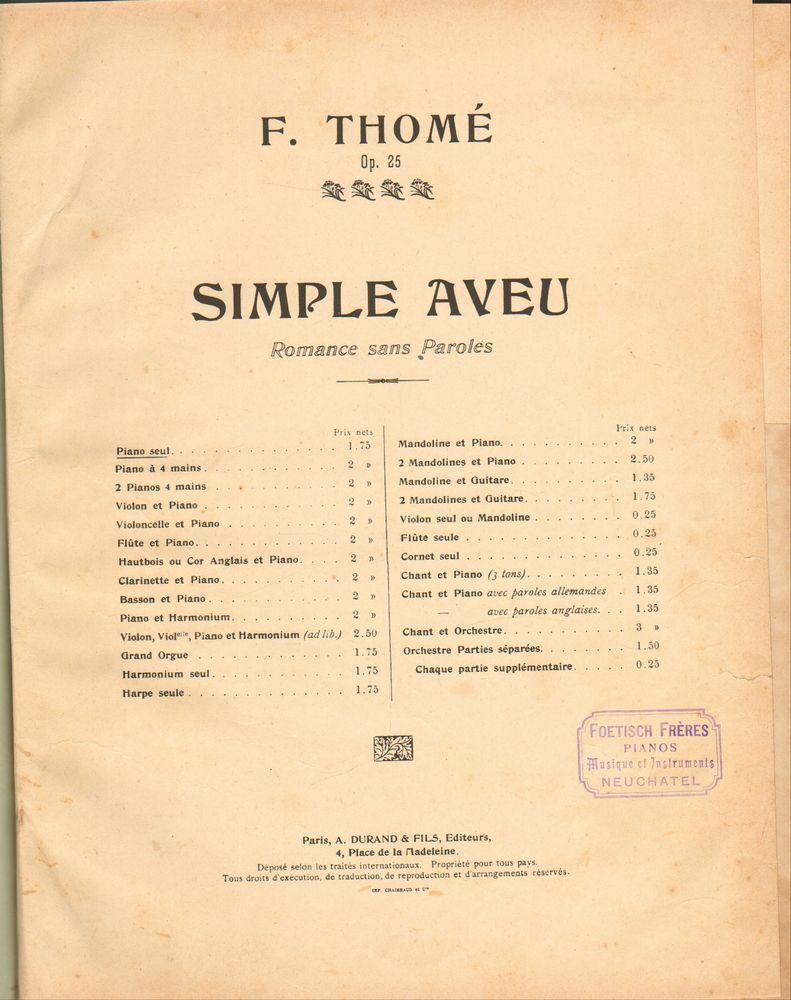 F. THOMÉ
Op. 25
SIMPLE AVEU
Romance sans Paroles
Prix nets
Piano seul. . . . . . . . . . . . . . . . 1.75
Piano à 4 mains. . . . . . . . . . . . . 2 »
2 Pianos 4 mains . . . . . . . . . . . . 2 »
Violon et Piano . . . . . . . . . . . . . 2 »
Violoncelle et Piano . . . . . . . . . . . 2 »
Flûte et Piano. . . . . . . . . . . . . . 2 »
Hautbois ou Cor Anglais et Piano. . . . 2 »
Clarinette et Piano. . . . . . . . . . . . 2 »
Basson et Piano. . . . . . . . . . . . . 2 »
Piano et Harmonium. . . . . . . . . . . 2 »
Violon, Violelle, Piano et Harmonium (ad lib.) 2.50
Grand Orgue . . . . . . . . . . . . . . 1.75
Harmonium seul. . . . . . . . . . . . . 1.75
Harpe seule . . . . . . . . . . . . . . . 1.75
Prix nets
Mandoline et Piano. . . . . . . . . . . 2 »
2 Mandolines et Piano . . . . . . . . . 2.50
Mandoline et Guitare. . . . . . . . . . 1.35
2 Mandolines et Guitare. . . . . . . . . 1.75
Violon seul ou Mandoline . . . . . . . . 0.25
Flûte seule . . . . . . . . . . . . . . 0.25
Cornet seul . . . . . . . . . . . . . . 0.25
Chant et Piano (3 tons). . . . . . . . . 1.35
Chant et Piano avec paroles allemandes . 1.35
— avec paroles anglaises. . . 1.35
Chant et Orchestre. . . . . . . . . . . 3 »
Orchestre Parties séparées. . . . . . . . 1.50
Chaque partie supplémentaire. . . . . 0.25
FOETISCH FRÈRES
PIANOS
Musique et Instruments
NEUCHATEL
Paris, A. DURAND & FILS, Editeurs,
4, Place de la Madeleine.
Déposé selon les traités internationaux. Propriété pour tous pays.
Tous droits d'exécution, de traduction, de reproduction et d'arrangements réservés.
IMP. CHAIMBAUD et Cie